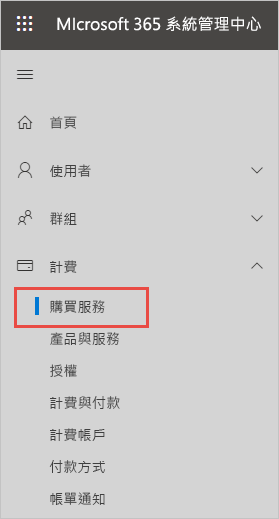 MIcrosoft 365 系統管理中心
首頁
使用者
群組
計費
購買服務
產品與服務
授權
計費與付款
計費帳戶
付款方式
帳單通知